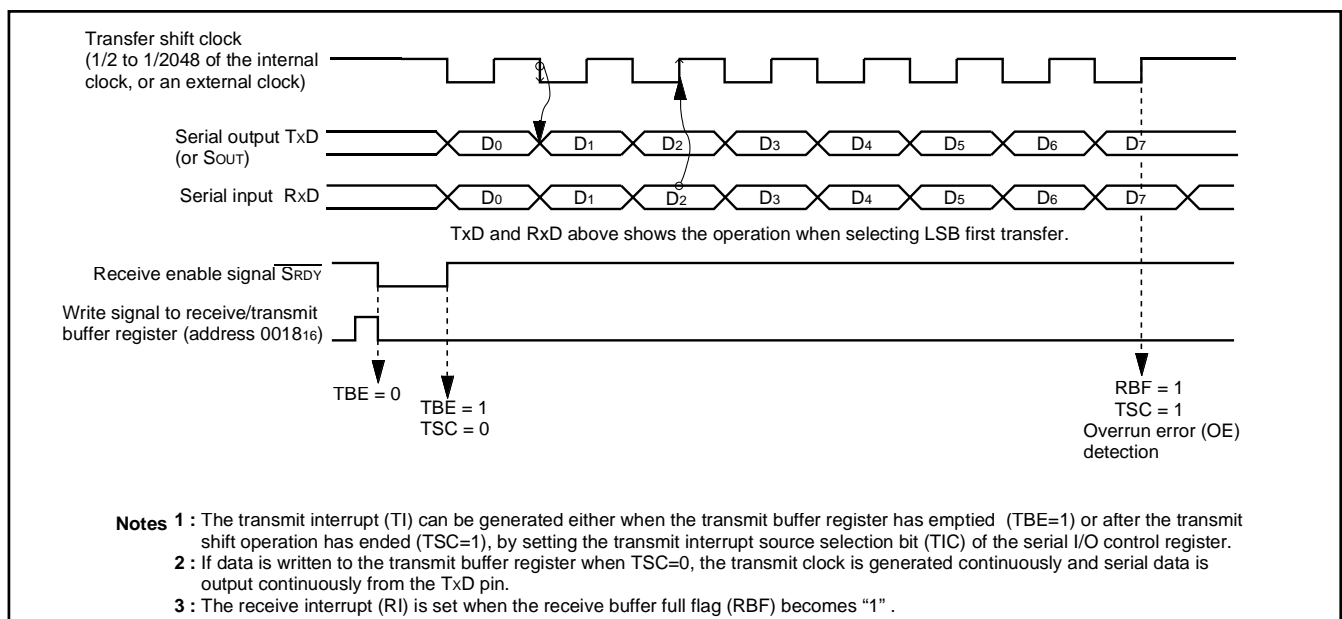 Transfer shift clock
(1/2 to 1/2048 of the internal
clock, or an external clock)
Serial output TxD
(or SOUT)
D0 D1 D2 D3 D4 D5 D6 D7
Serial input RxD
D0 D1 D2 D3 D4 D5 D6 D7
TxD and RxD above shows the operation when selecting LSB first transfer.
Receive enable signal SRDY
Write signal to receive/transmit
buffer register (address 001816)
TBE = 0
TBE = 1
TSC = 0
RBF = 1
TSC = 1
Overrun error (OE)
detection
Notes 1 : The transmit interrupt (TI) can be generated either when the transmit buffer register has emptied (TBE=1) or after the transmit
shift operation has ended (TSC=1), by setting the transmit interrupt source selection bit (TIC) of the serial I/O control register.
2 : If data is written to the transmit buffer register when TSC=0, the transmit clock is generated continuously and serial data is
output continuously from the TxD pin.
3 : The receive interrupt (RI) is set when the receive buffer full flag (RBF) becomes “1” .